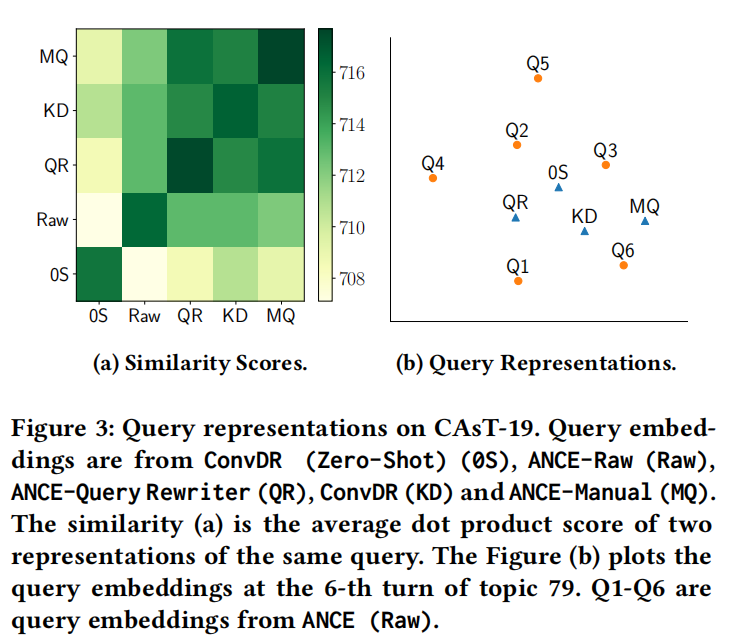 MQ
KD
QR
Raw
0S
0S Raw QR KD MQ
716
714
712
710
708
Q5
Q2
Q4
Q3
0S
QR
KD
MQ
Q6
Q1
(a) Similarity Scores.
(b) Query Representations.
Figure 3: Query representations on CAsT-19. Query embed-
dings are from ConvDR (Zero-Shot) (0S), ANCE-Raw (Raw),
ANCE-Query Rewriter (QR), ConvDR (KD) and ANCE-Manual (MQ).
The similarity (a) is the average dot product score of two
representations of the same query. The Figure (b) plots the
query embeddings at the 6-th turn of topic 79. Q1-Q6 are
query embeddings from ANCE (Raw).